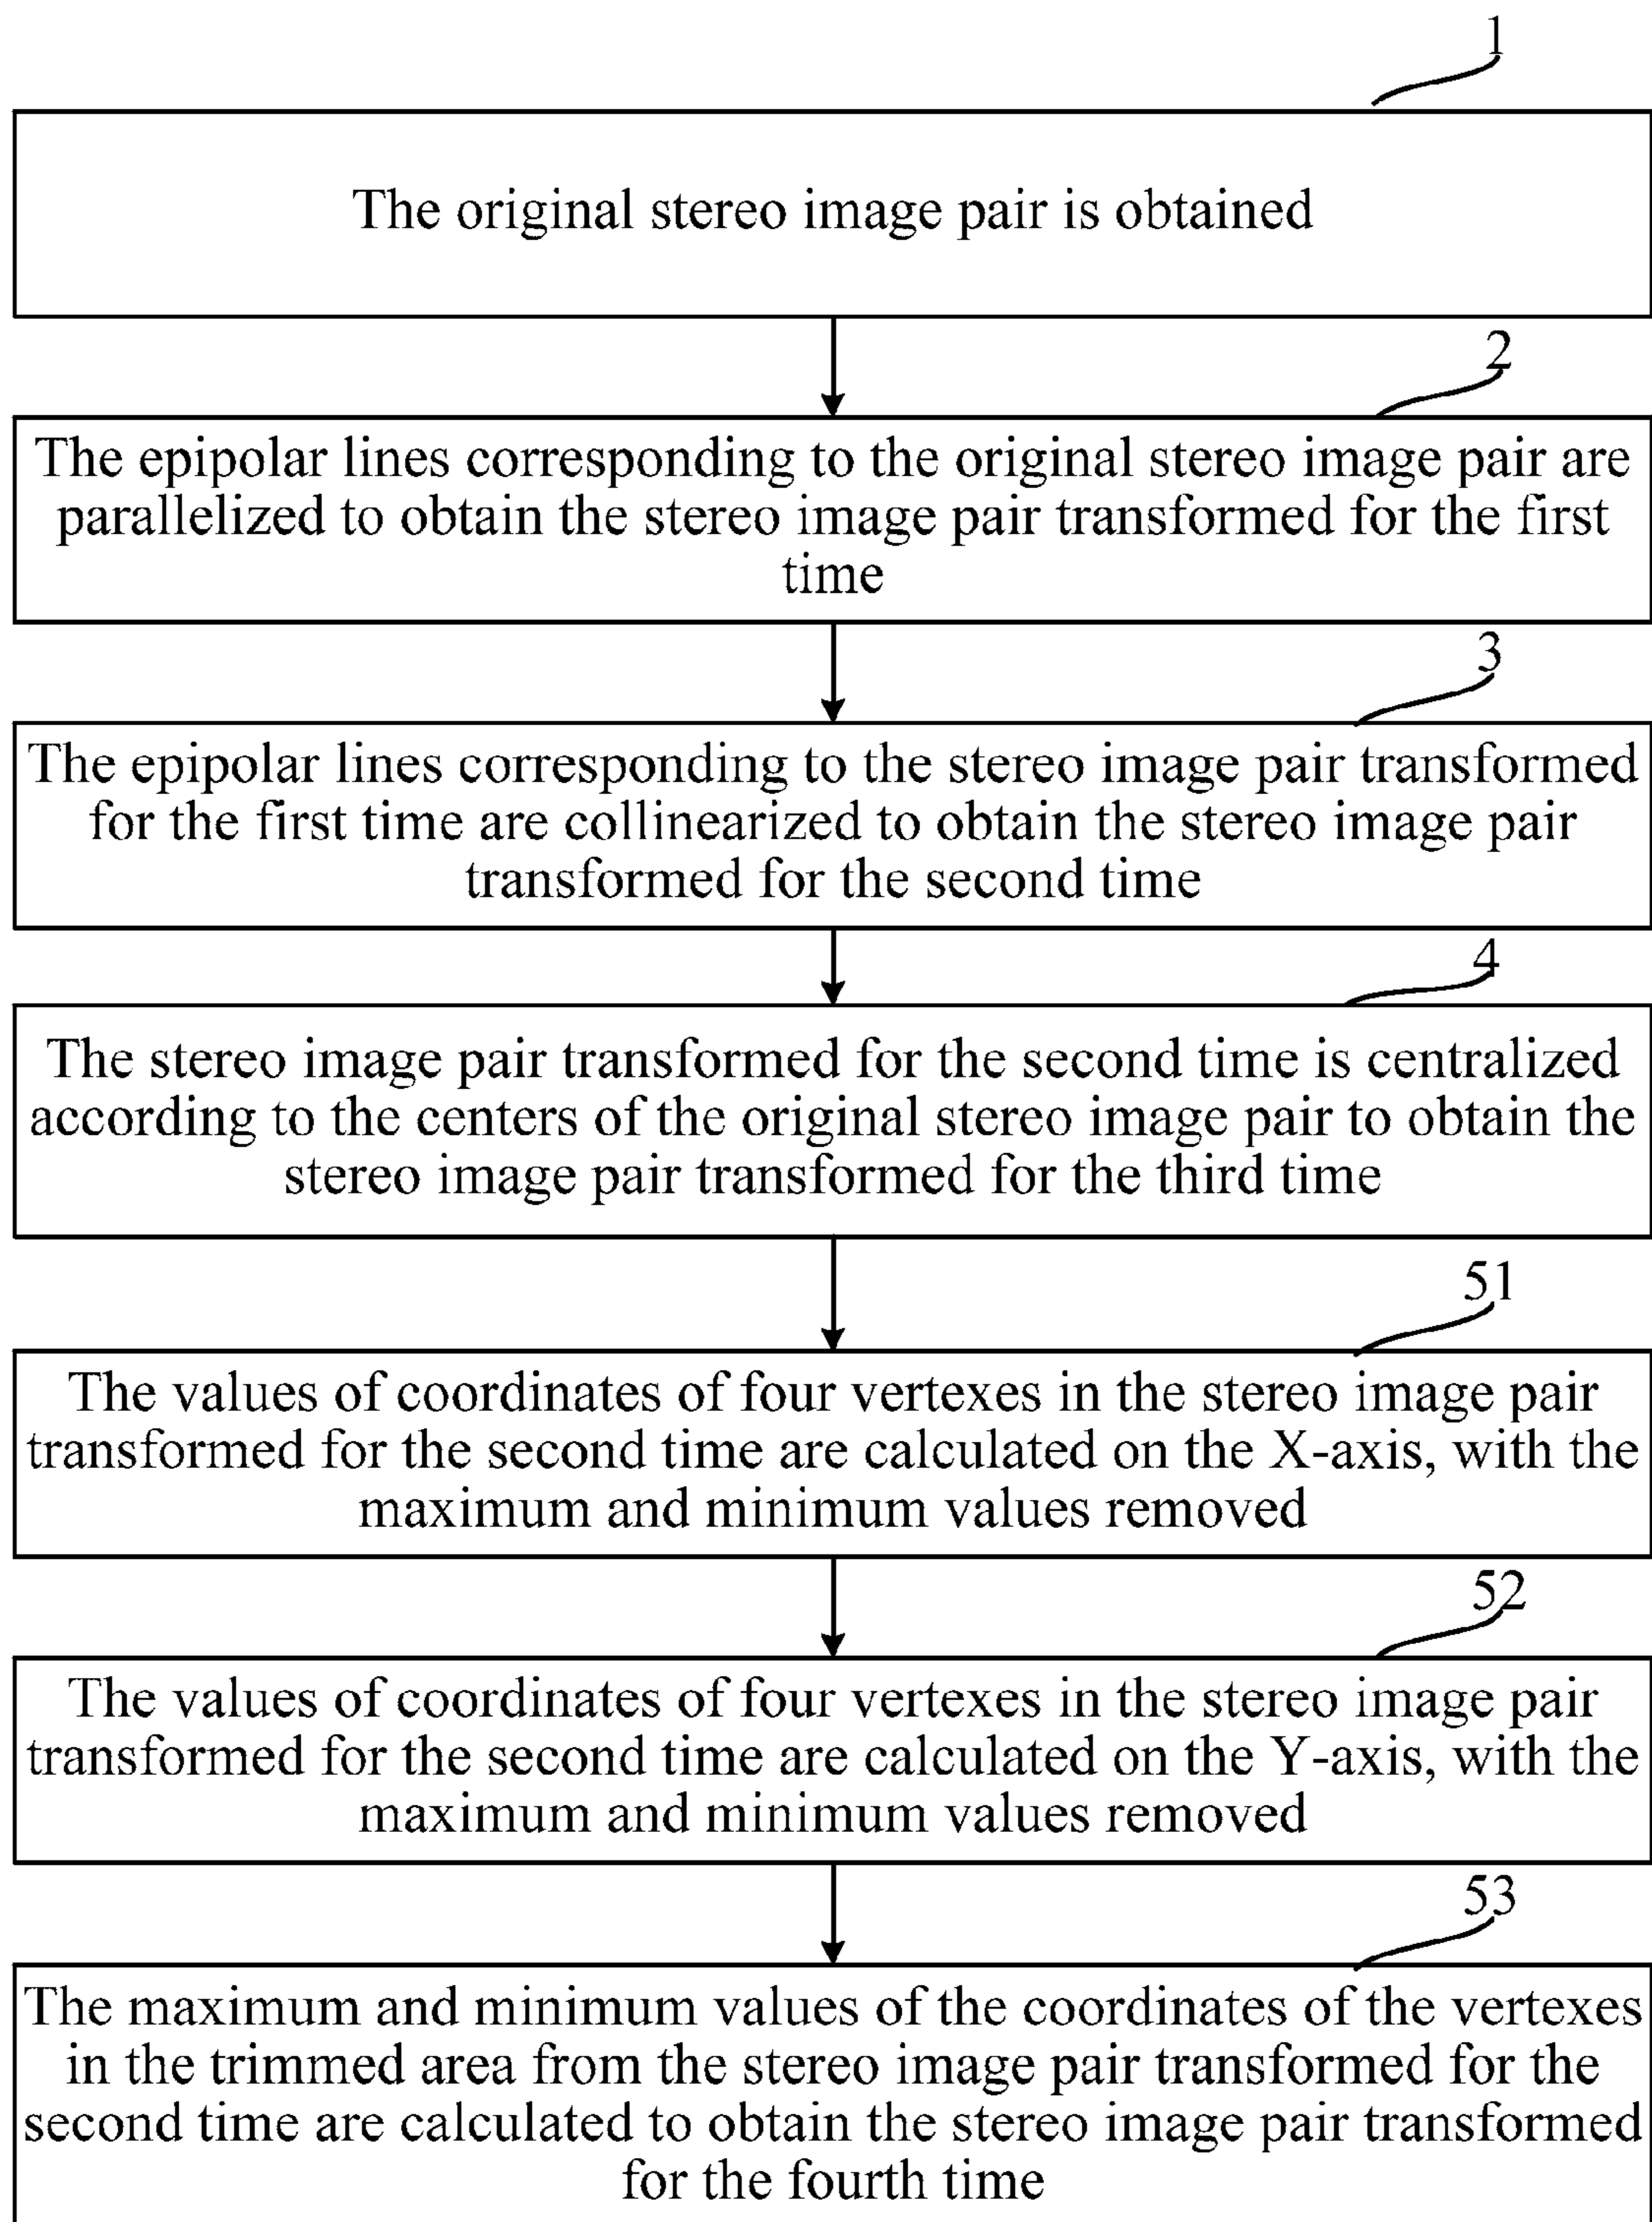 1
The original stereo image pair is obtained
2
The epipolar lines corresponding to the original stereo image pair are
parallelized to obtain the stereo image pair transformed for the first
time
3
The epipolar lines corresponding to the stereo image pair transformed
for the first time are collinearized to obtain the stereo image pair
transformed for the second time
4
The stereo image pair transformed for the second time is centralized
according to the centers of the original stereo image pair to obtain the
stereo image pair transformed for the third time
51
The values of coordinates of four vertexes in the stereo image pair
transformed for the second time are calculated on the X-axis, with the
maximum and minimum values removed
52
The values of coordinates of four vertexes in the stereo image pair
transformed for the second time are calculated on the Y-axis, with the
maximum and minimum values removed
53
The maximum and minimum values of the coordinates of the vertexes
in the trimmed area from the stereo image pair transformed for the
second time are calculated to obtain the stereo image pair transformed
for the fourth time